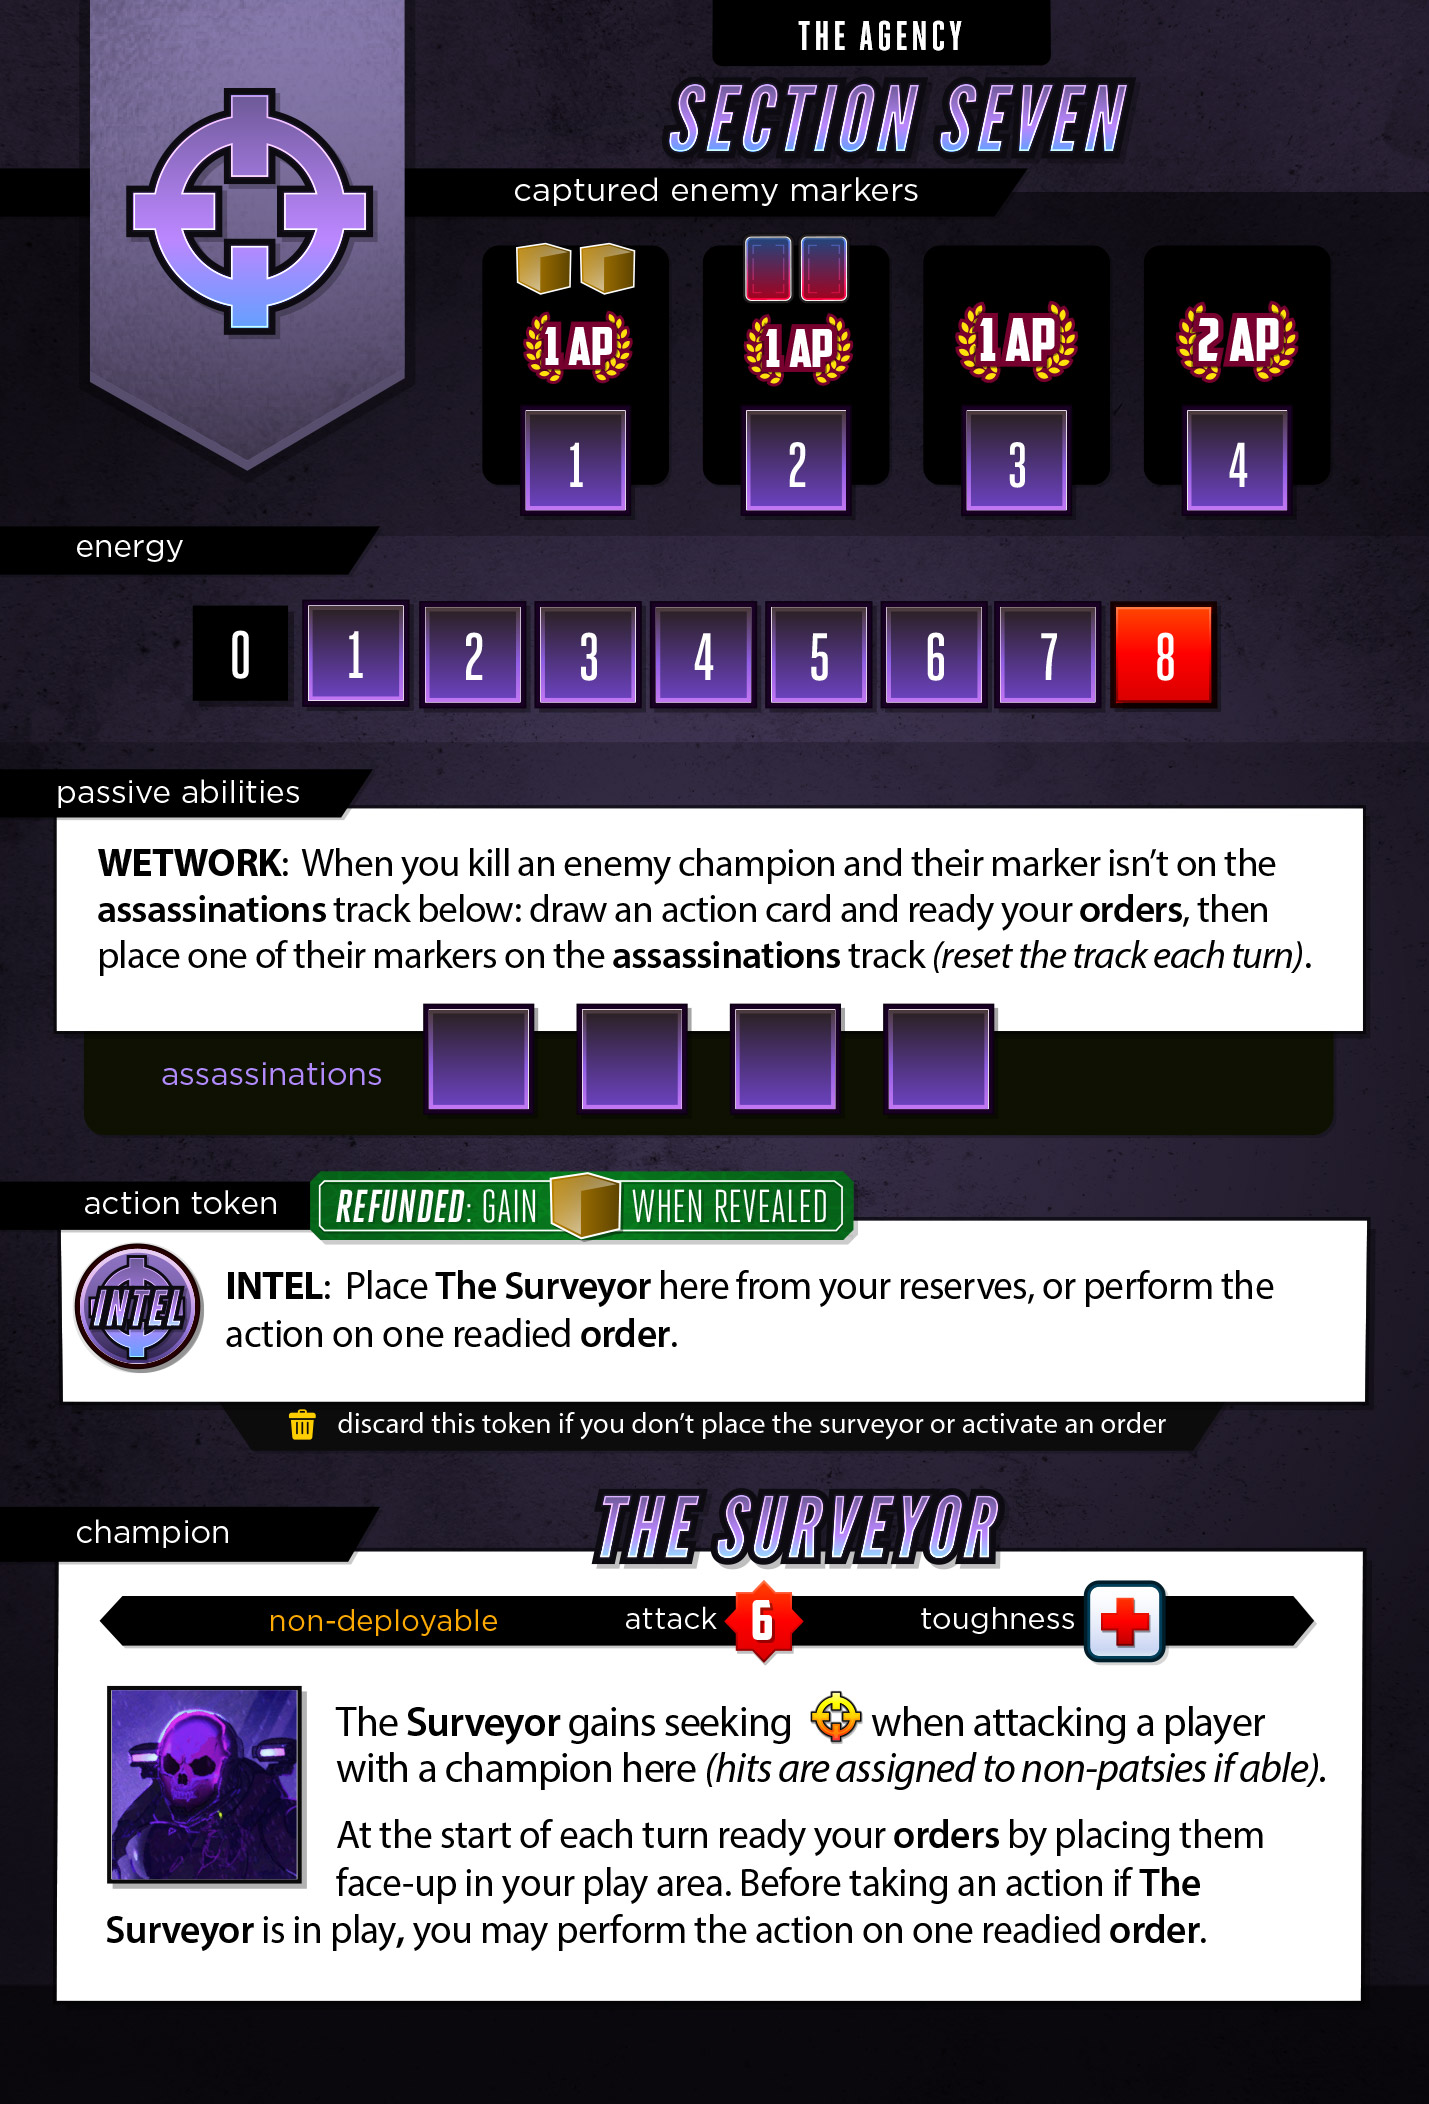 THE AGENCY
SECTION SEVEN
captured enemy markers
1 AP
1 AP
1 AP
2 AP
1
2
3
4
energy
0
1
2
3
4
5
6
7
8
passive abilities
WETWORK: When you kill an enemy champion and their marker isn't on the
assassinations track below: draw an action card and ready your orders, then
place one of their markers on the assassinations track (reset the track each turn).
assassinations
action token
REFUNDED: GAIN WHEN REVEALED
INTEL
INTEL: Place The Surveyor here from your reserves, or perform the
action on one readied order.
discard this token if you don't place the surveyor or activate an order
THE SURVEYOR
champion
non-deployable
attack 6
toughness
The Surveyor gains seeking when attacking a player
with a champion here (hits are assigned to non-patsies if able).
At the start of each turn ready your orders by placing them
face-up in your play area. Before taking an action if The
Surveyor is in play, you may perform the action on one readied order.